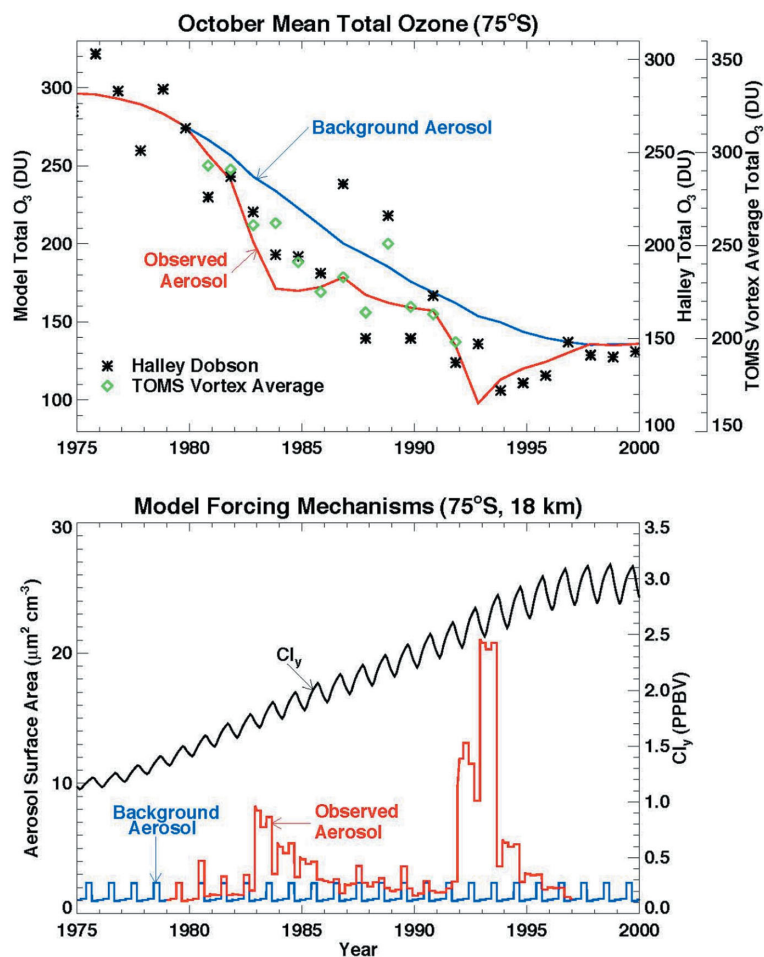 October Mean Total Ozone (75°S)
Model Total O₃ (DU)
300
250
200
150
100
Background Aerosol
Observed
Aerosol
Halley Dobson
TOMS Vortex Average
300
250
200
150
100
Halley Total O₃ (DU)
350
300
250
200
150
TOMS Vortex Average Total O₃ (DU)
1975 1980 1985 1990 1995 2000
Model Forcing Mechanisms (75°S, 18 km)
Aerosol Surface Area (μm² cm⁻³)
30
20
10
0
Cly
Background
Aerosol
Observed
Aerosol
3.5
3.0
2.5
2.0
1.5
1.0
0.5
0.0
Cly (PPBV)
1975 1980 1985 1990 1995 2000
Year